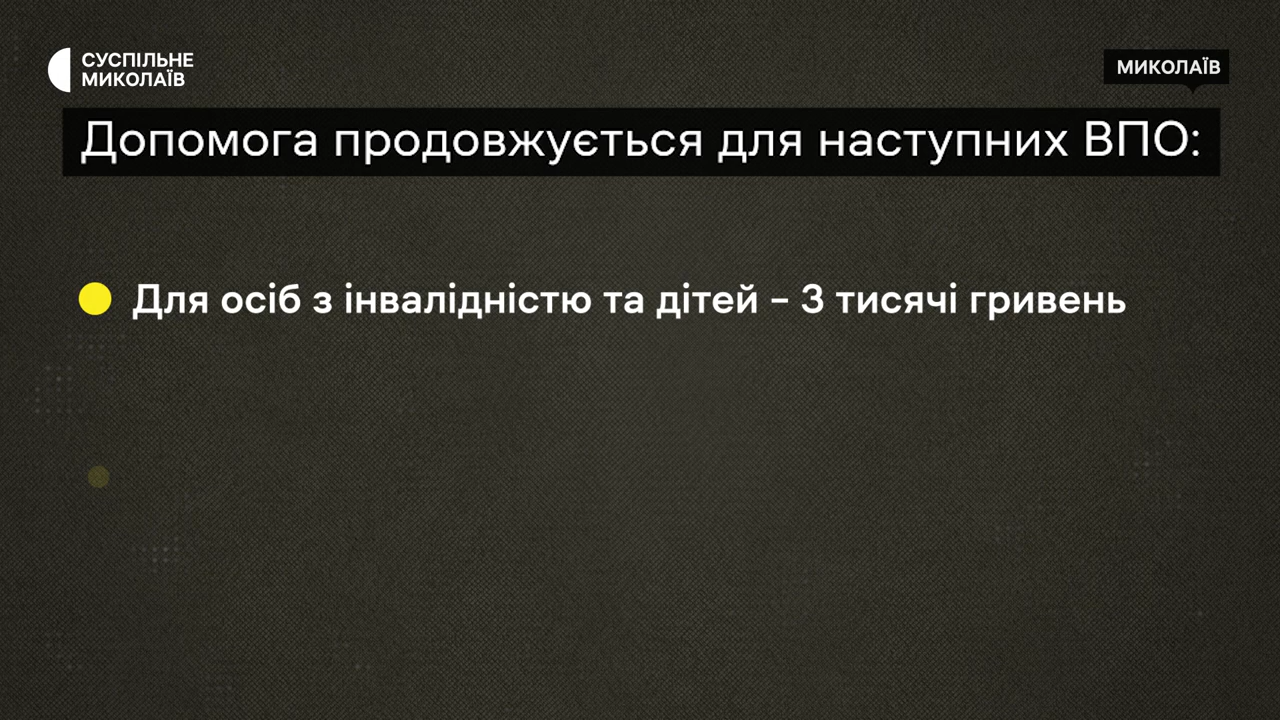 СУСПІЛЬНЕ
МИКОЛАЇВ
МИКОЛАЇВ
Допомога продовжується для наступних ВПО:
Для осіб з інвалідністю та дітей – 3 тисячі гривень